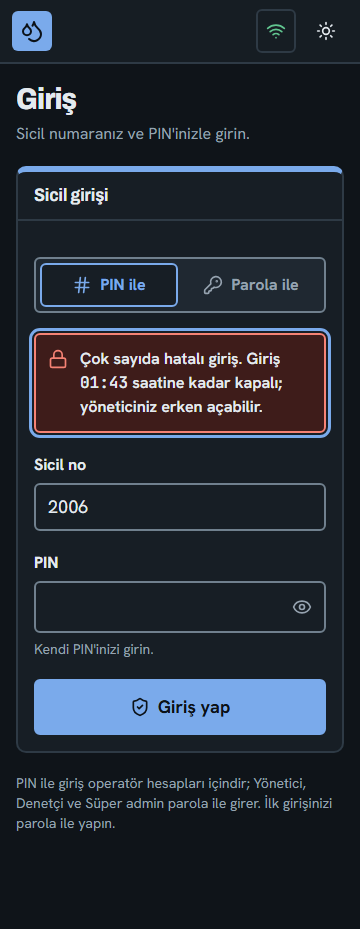 Giriş
Sicil numaranız ve PIN'inizle girin.
Sicil girişi
PIN ile
Parola ile
Çok sayıda hatalı giriş. Giriş
01:43 saatine kadar kapalı;
yöneticiniz erken açabilir.
Sicil no
2006
PIN
Kendi PIN'inizi girin.
Giriş yap
PIN ile giriş operatör hesapları içindir; Yönetici,
Denetçi ve Süper admin parola ile girer. İlk girişinizi
parola ile yapın.